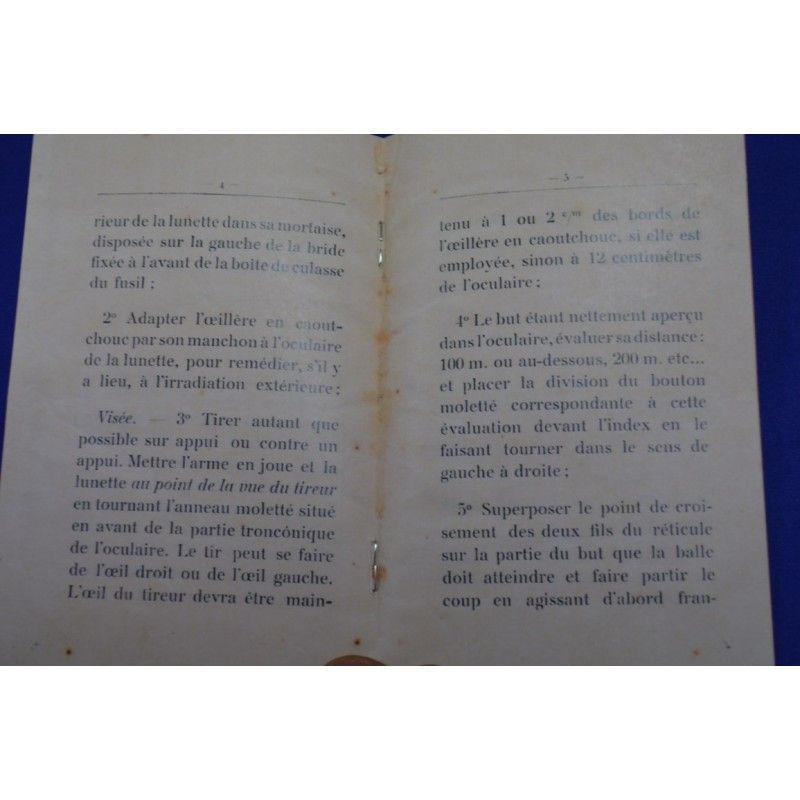 — 4 —
rieur de la lunette dans sa mortaise,
disposée sur la gauche de la bride
fixée à l'avant de la boîte de culasse
du fusil ;
2º Adapter l'œillère en caout-
chouc par son manchon à l'oculaire
de la lunette, pour remédier, s'il y
a lieu, à l'irradiation extérieure ;
Visée. — 3º Tirer autant que
possible sur appui ou contre un
appui. Mettre l'arme en joue et la
lunette au point de la vue du tireur
en tournant l'anneau moletté situé
en avant de la partie tronconique
de l'oculaire. Le tir peut se faire
de l'œil droit ou de l'œil gauche.
L'œil du tireur devra être main-
— 5 —
tenu à 1 ou 2 c/m des bords de
l'œillère en caoutchouc, si elle est
employée, sinon à 12 centimètres
de l'oculaire ;
4º Le but étant nettement aperçu
dans l'oculaire, évaluer sa distance :
100 m. ou au-dessous, 200 m. etc...
et placer la division du bouton
moletté correspondante à cette
évaluation devant l'index en le
faisant tourner dans le sens de
gauche à droite ;
5º Superposer le point de croi-
sement des deux fils du réticule
sur la partie du but que la balle
doit atteindre et faire partir le
coup en agissant d'abord fran-